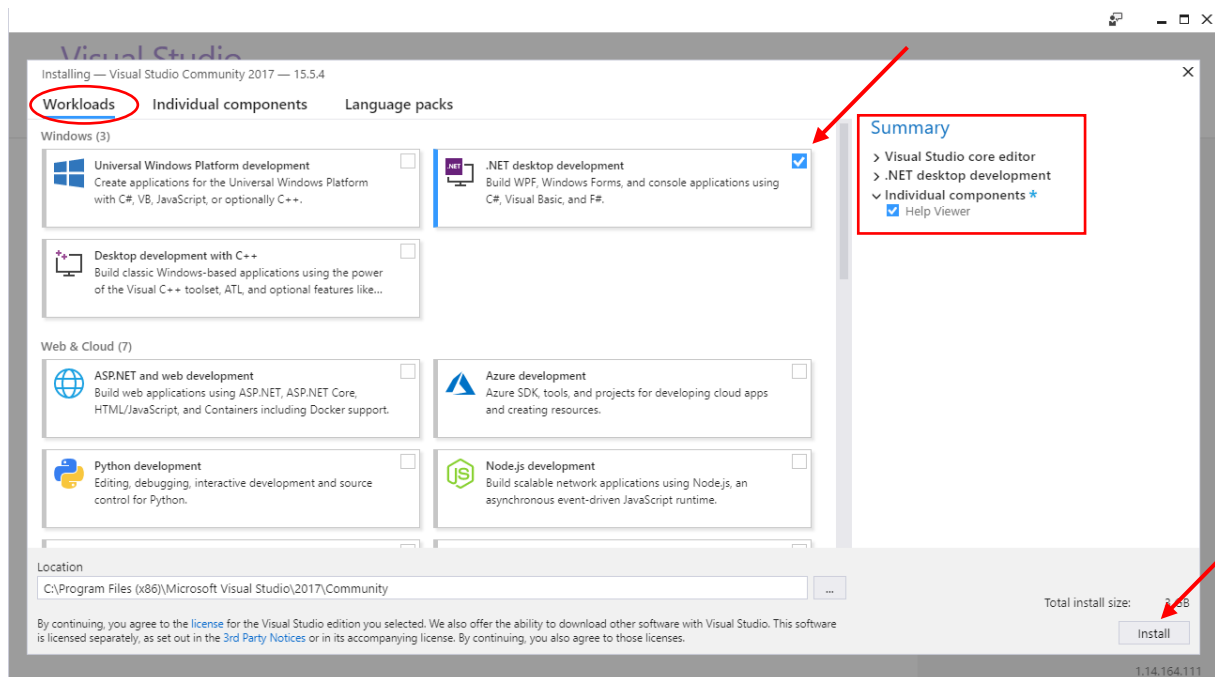 Visual Studio
Installing — Visual Studio Community 2017 — 15.5.4
Workloads
Individual components
Language packs
Windows (3)
Universal Windows Platform development
Create applications for the Universal Windows Platform
with C#, VB, JavaScript, or optionally C++.
.NET
.NET desktop development
Build WPF, Windows Forms, and console applications using
C#, Visual Basic, and F#.
Desktop development with C++
Build classic Windows-based applications using the power
of the Visual C++ toolset, ATL, and optional features like...
Web & Cloud (7)
ASP.NET and web development
Build web applications using ASP.NET, ASP.NET Core,
HTML/JavaScript, and Containers including Docker support.
Azure development
Azure SDK, tools, and projects for developing cloud apps
and creating resources.
Python development
Editing, debugging, interactive development and source
control for Python.
JS
Node.js development
Build scalable network applications using Node.js, an
asynchronous event-driven JavaScript runtime.
Summary
Visual Studio core editor
.NET desktop development
Individual components *
Help Viewer
Location
C:\Program Files (x86)\Microsoft Visual Studio\2017\Community
...
By continuing, you agree to the license for the Visual Studio edition you selected. We also offer the ability to download other software with Visual Studio. This software
is licensed separately, as set out in the 3rd Party Notices or in its accompanying license. By continuing, you also agree to those licenses.
Total install size:
Install
1.14.164.111